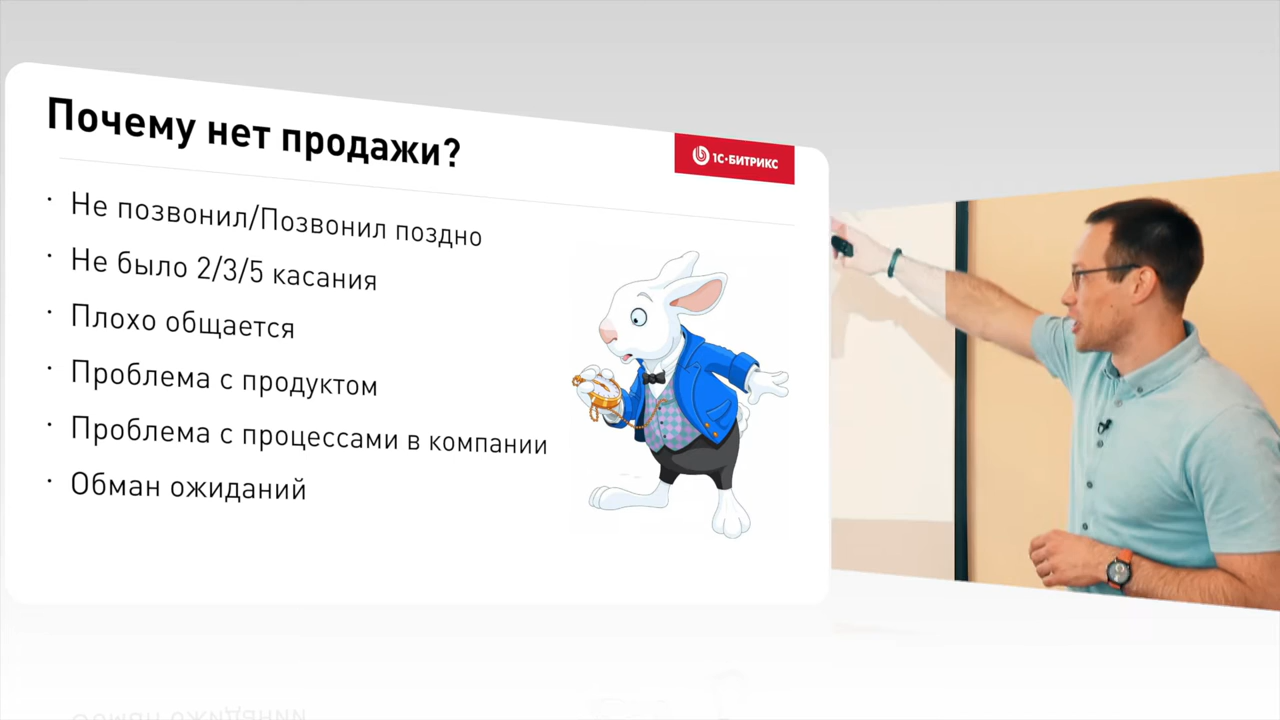 Почему нет продажи?
1С·БИТРИКС
· Не позвонил/Позвонил поздно
· Не было 2/3/5 касания
· Плохо общается
· Проблема с продуктом
· Проблема с процессами в компании
· Обман ожиданий